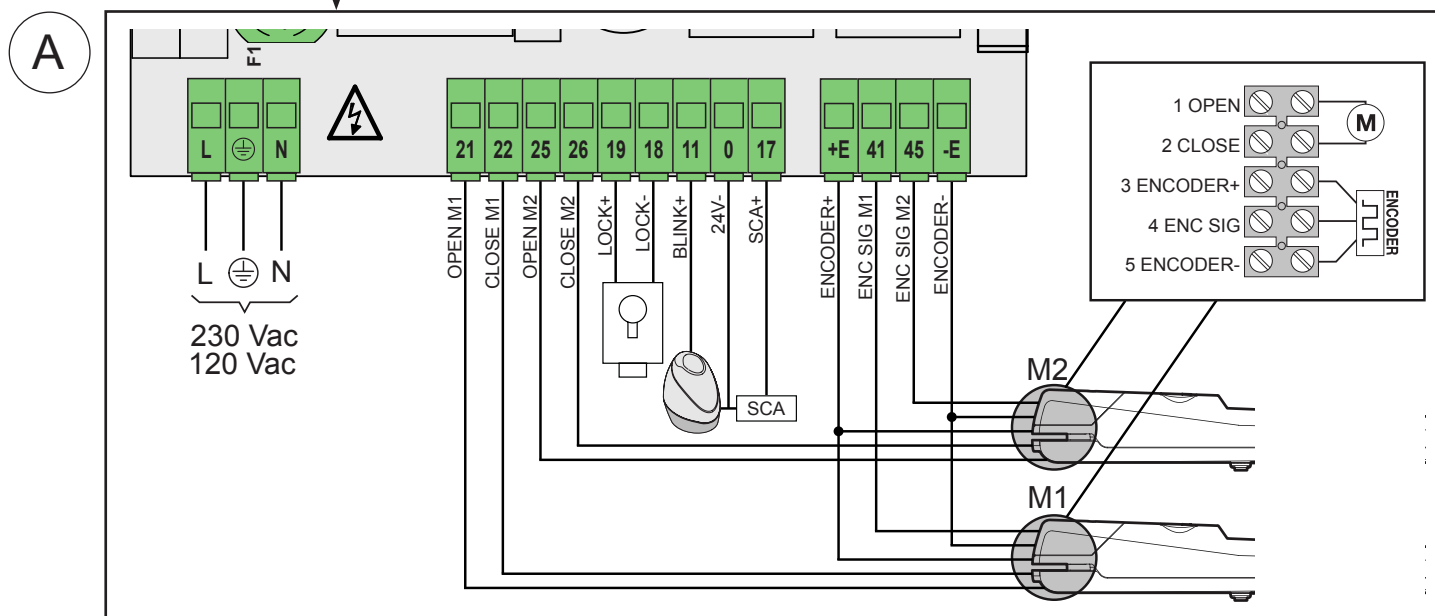 A
F1
L N
21 22 25 26 19 18 11 0 17
+E 41 45 -E
OPEN M1
CLOSE M1
OPEN M2
CLOSE M2
LOCK+
LOCK-
BLINK+
24V-
SCA+
ENCODER+
ENC SIG M1
ENC SIG M2
ENCODER-
L N
230 Vac
120 Vac
SCA
1 OPEN
2 CLOSE
3 ENCODER+
4 ENC SIG
5 ENCODER-
M
ENCODER
M2
M1